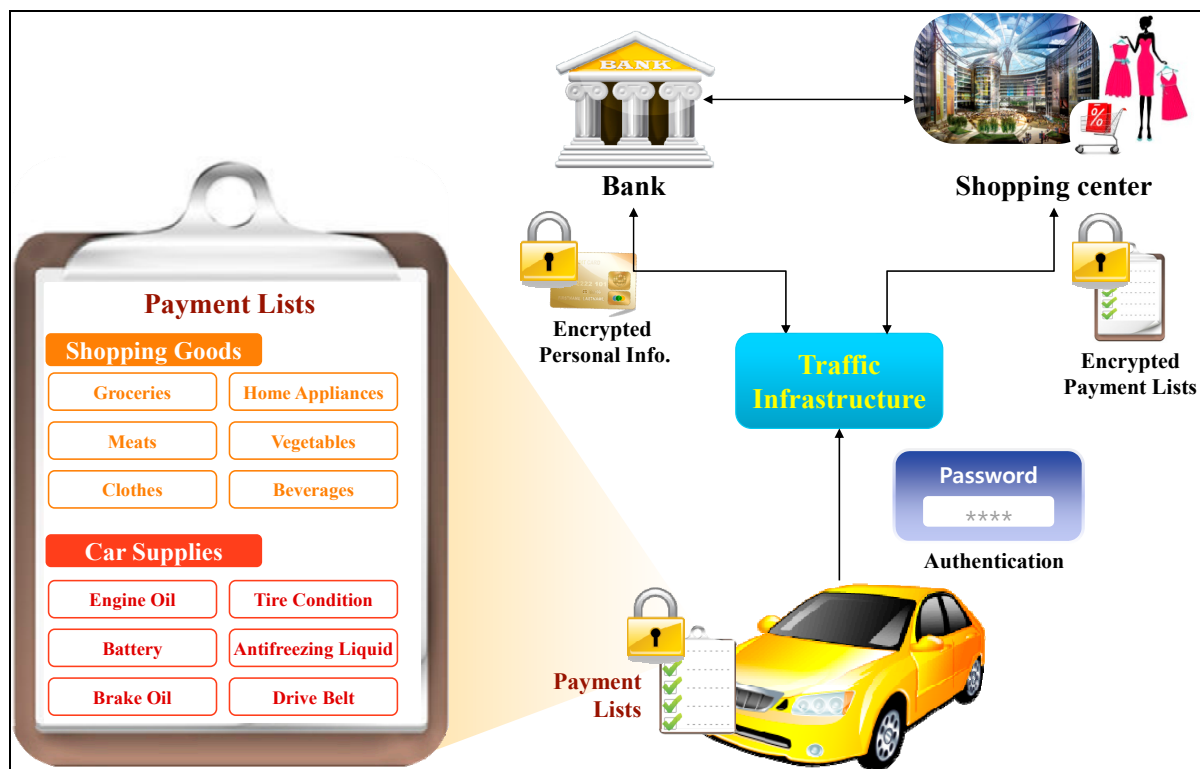 BANK
Bank
Shopping center
%
Encrypted
Personal Info.
Encrypted
Payment Lists
Traffic
Infrastructure
Password
****
Authentication
Payment
Lists
Payment Lists
Shopping Goods
Groceries
Home Appliances
Meats
Vegetables
Clothes
Beverages
Car Supplies
Engine Oil
Tire Condition
Battery
Antifreezing Liquid
Brake Oil
Drive Belt